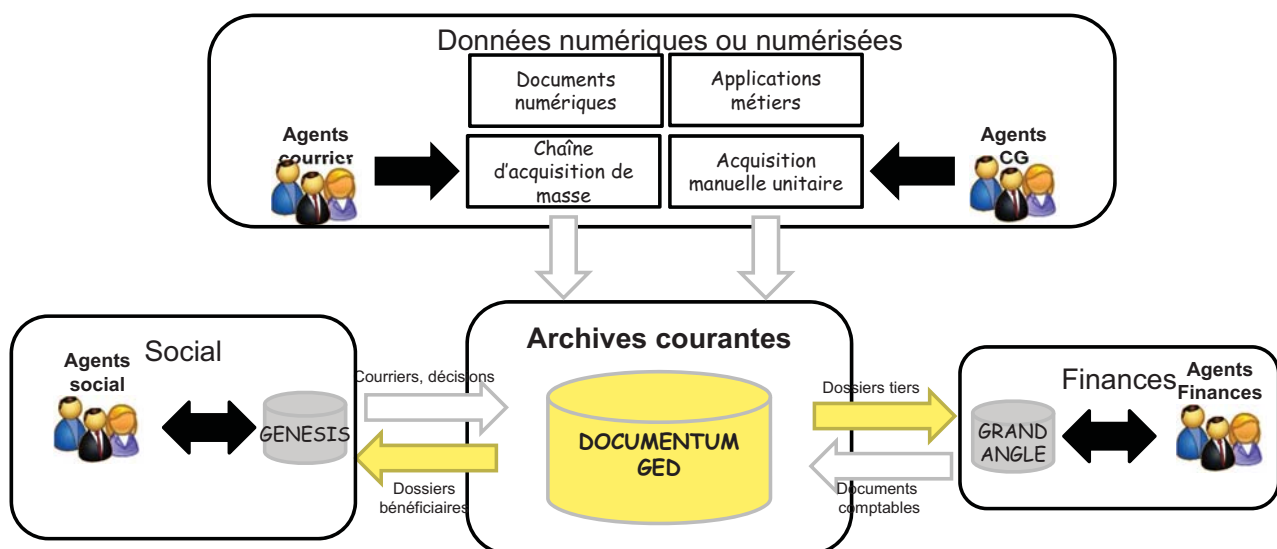 Données numériques ou numérisées
Documents
numériques
Applications
métiers
Agents
courrier
Chaîne
d'acquisition de
masse
Acquisition
manuelle unitaire
Agents
CG
Social
Agents
social
GENESIS
Courriers, décisions
Dossiers
bénéficiaires
Archives courantes
DOCUMENTUM
GED
Dossiers tiers
Documents
comptables
Finances
Agents
Finances
GRAND
ANGLE